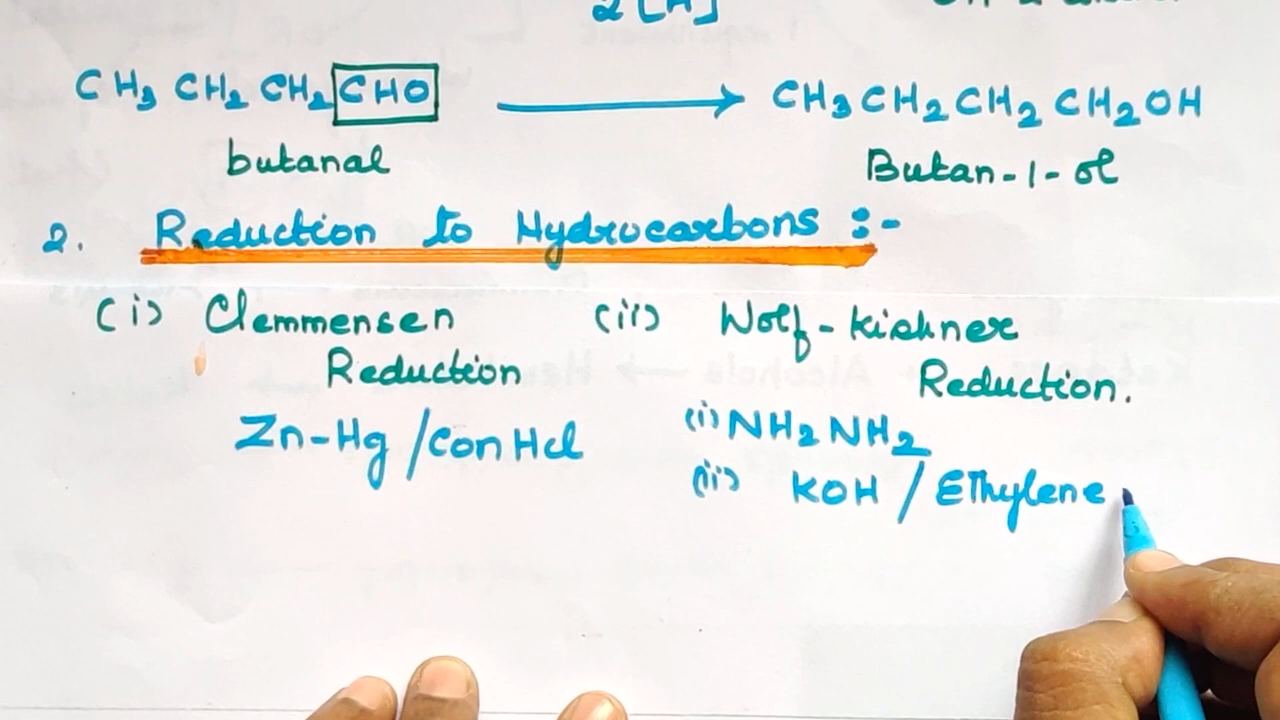 2[H]
CH3 CH2 CH2 CHO → CH3 CH2 CH2 CH2 OH
butanal Butan-1-ol
2. Reduction to Hydrocarbons :-
(i) Clemmensen (ii) Wolf-kishner
Reduction Reduction.
Zn-Hg /Con Hcl (i) NH2 NH2
(ii) KOH / Ethylene